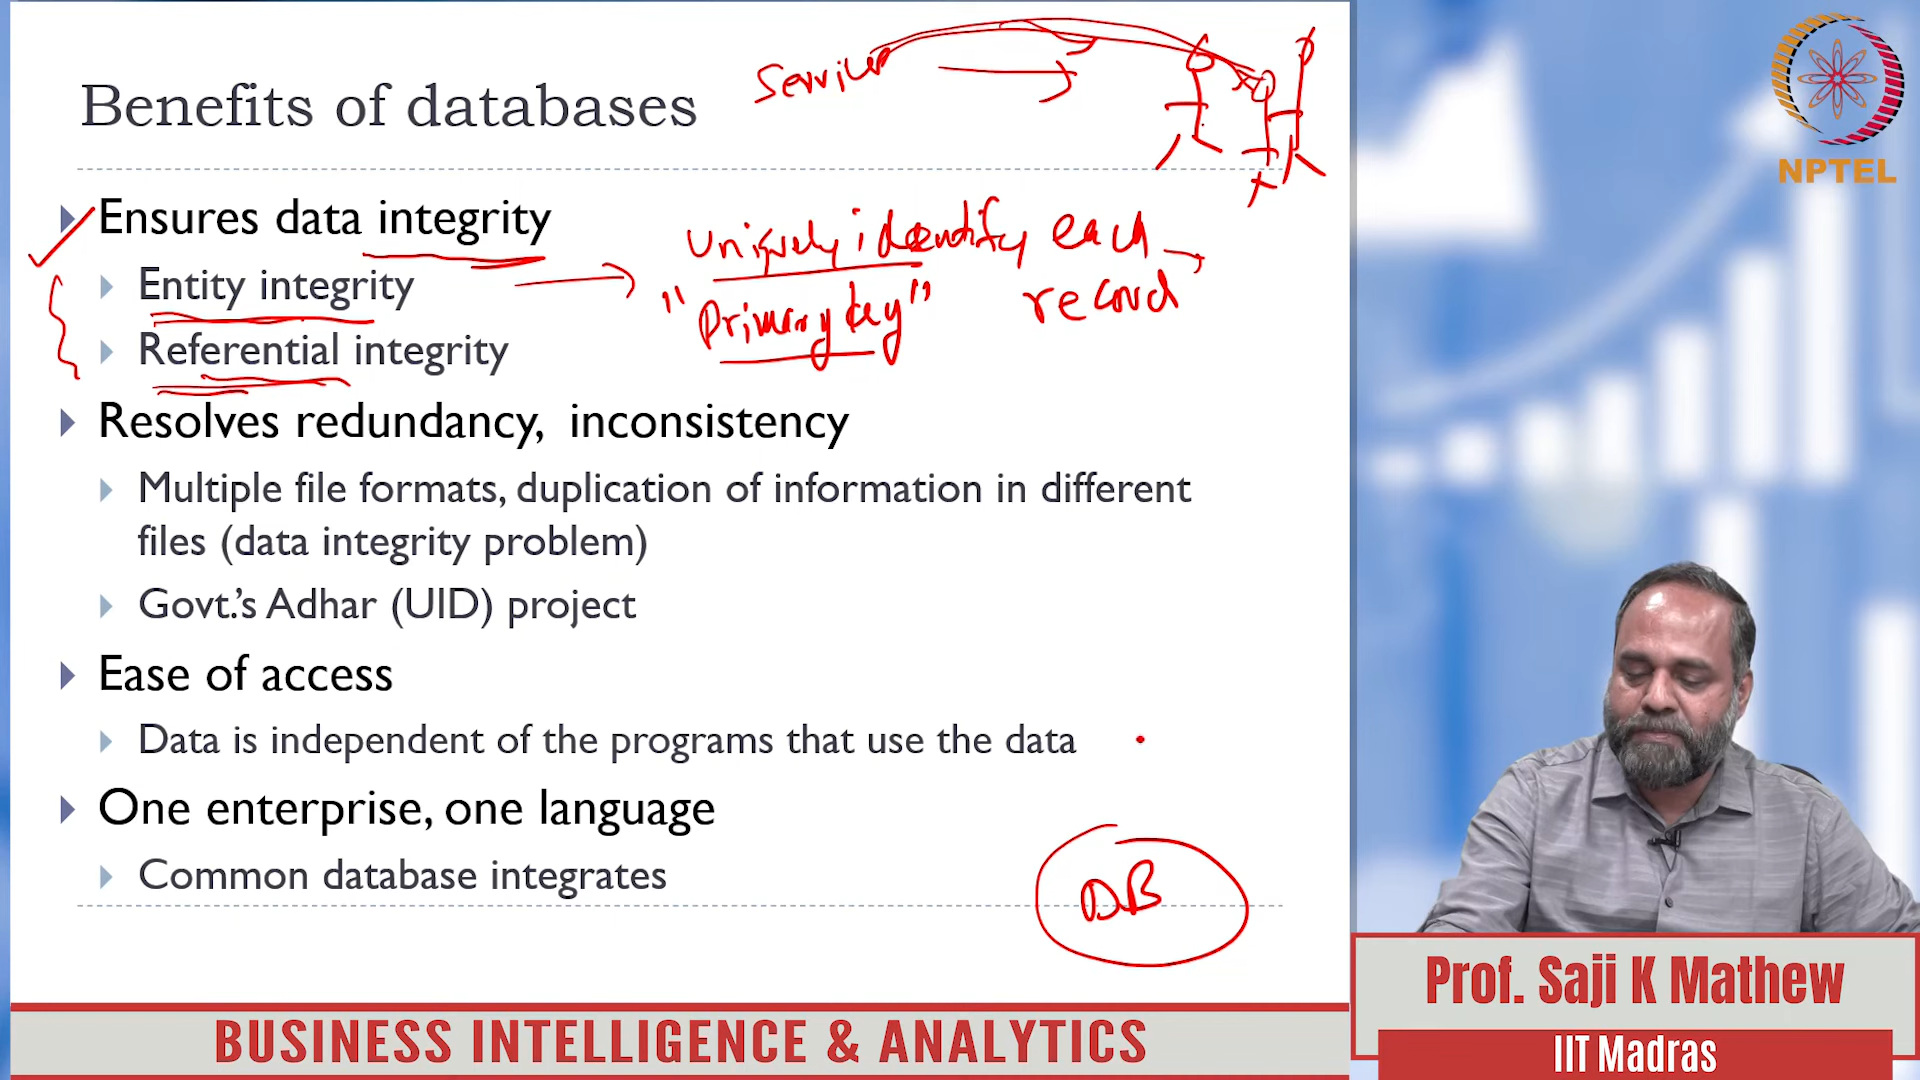 Services
Benefits of databases
NPTEL
Ensures data integrity
uniquely identify each
Entity integrity
record
"Primary key"
Referential integrity
Resolves redundancy, inconsistency
Multiple file formats, duplication of information in different
files (data integrity problem)
Govt.'s Adhar (UID) project
Ease of access
Data is independent of the programs that use the data
One enterprise, one language
Common database integrates
DB
Prof. Saji K Mathew
IIT Madras
BUSINESS INTELLIGENCE & ANALYTICS